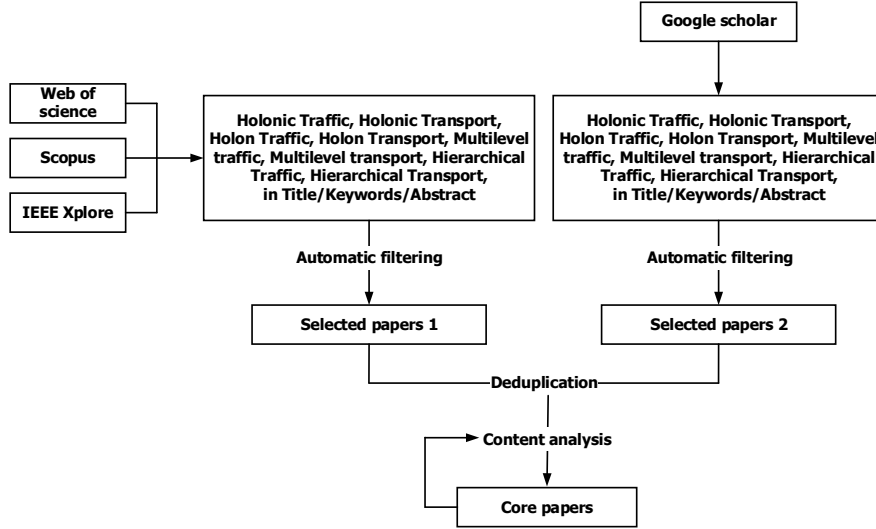 Google scholar
Web of
science
Scopus
IEEE Xplore
Holonic Traffic, Holonic Transport,
Holon Traffic, Holon Transport, Multilevel
traffic, Multilevel transport, Hierarchical
Traffic, Hierarchical Transport,
in Title/Keywords/Abstract
Holonic Traffic, Holonic Transport,
Holon Traffic, Holon Transport, Multilevel
traffic, Multilevel transport, Hierarchical
Traffic, Hierarchical Transport,
in Title/Keywords/Abstract
Automatic filtering
Automatic filtering
Selected papers 1
Selected papers 2
Deduplication
Content analysis
Core papers